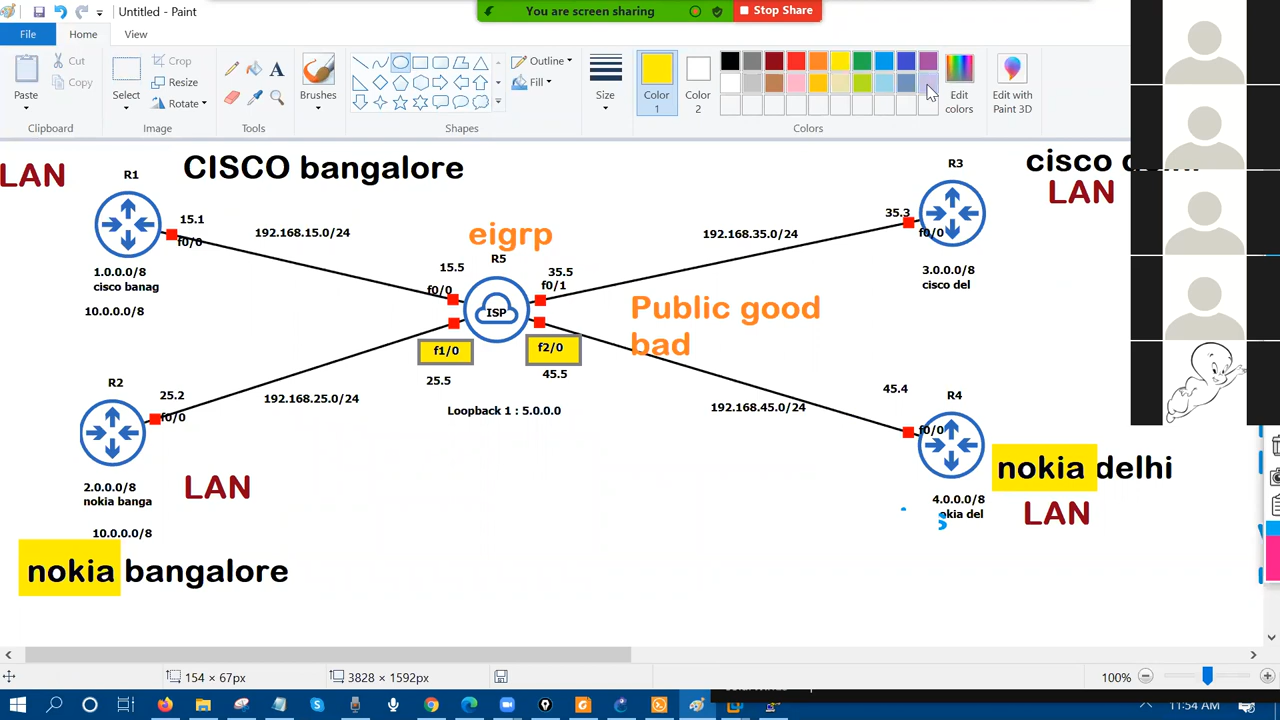 Untitled - Paint
You are screen sharing
Stop Share
File
Home
View
Paste
Cut
Copy
Clipboard
Select
Crop
Resize
Rotate
Image
A
Tools
Brushes
Outline
Fill
Shapes
Size
Color
1
Color
2
Edit
colors
Edit with
Paint 3D
Colors
LAN
R1
CISCO bangalore
R3
cisco
LAN
15.1
f0/0
192.168.15.0/24
eigrp
R5
192.168.35.0/24
35.3
f0/0
1.0.0.0/8
cisco banag
10.0.0.0/8
15.5
f0/0
35.5
f0/1
3.0.0.0/8
cisco del
ISP
Public good
bad
f1/0
f2/0
25.5
45.5
R2
25.2
f0/0
192.168.25.0/24
Loopback 1 : 5.0.0.0
192.168.45.0/24
45.4
R4
f0/0
nokia delhi
2.0.0.0/8
nokia banga
LAN
4.0.0.0/8
okia del
LAN
s
10.0.0.0/8
nokia bangalore
154 × 67px
3828 × 1592px
100%
11:54 AM